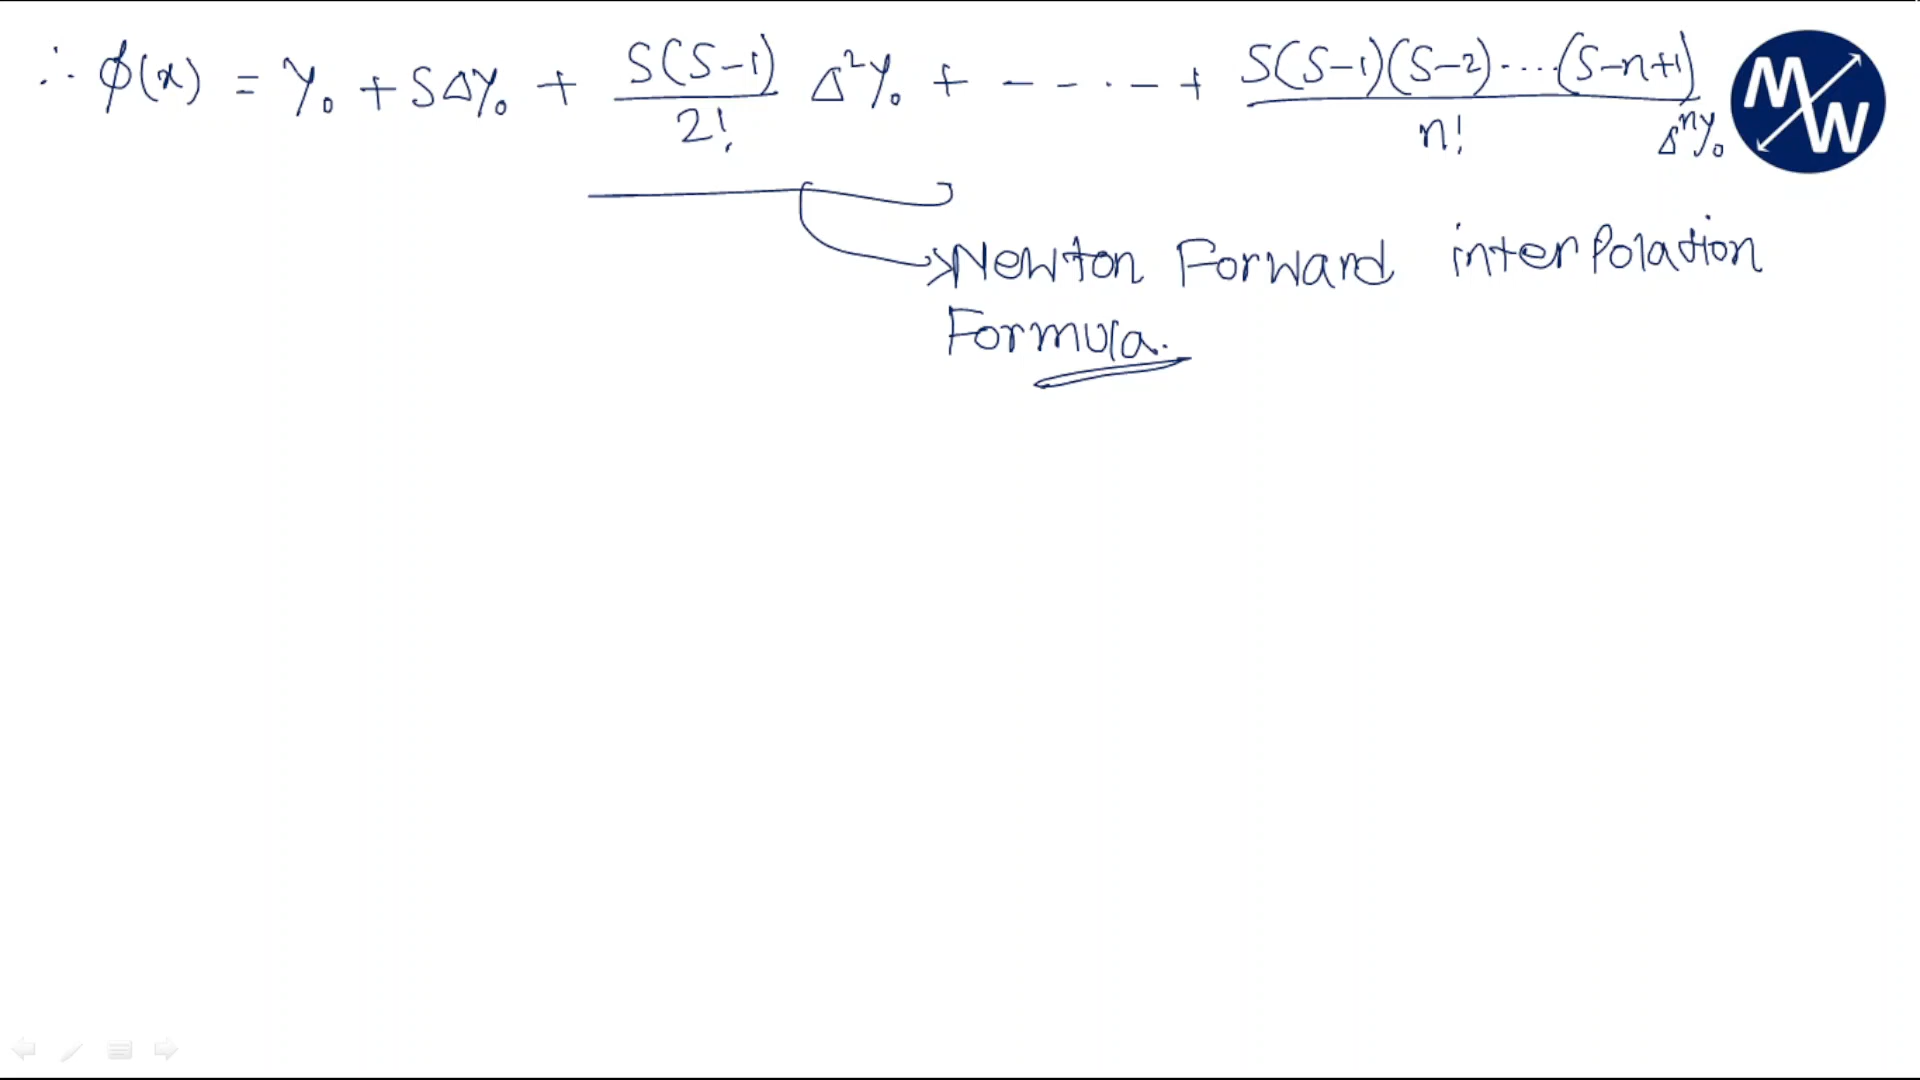 ∴ ϕ(x) = y₀ + SΔy₀ + S(S-1)/2! Δ²y₀ + - - . - + S(S-1)(S-2)....(S-n+1)/n! Δⁿy₀
MW
Newton Forward interpolation
Formula.